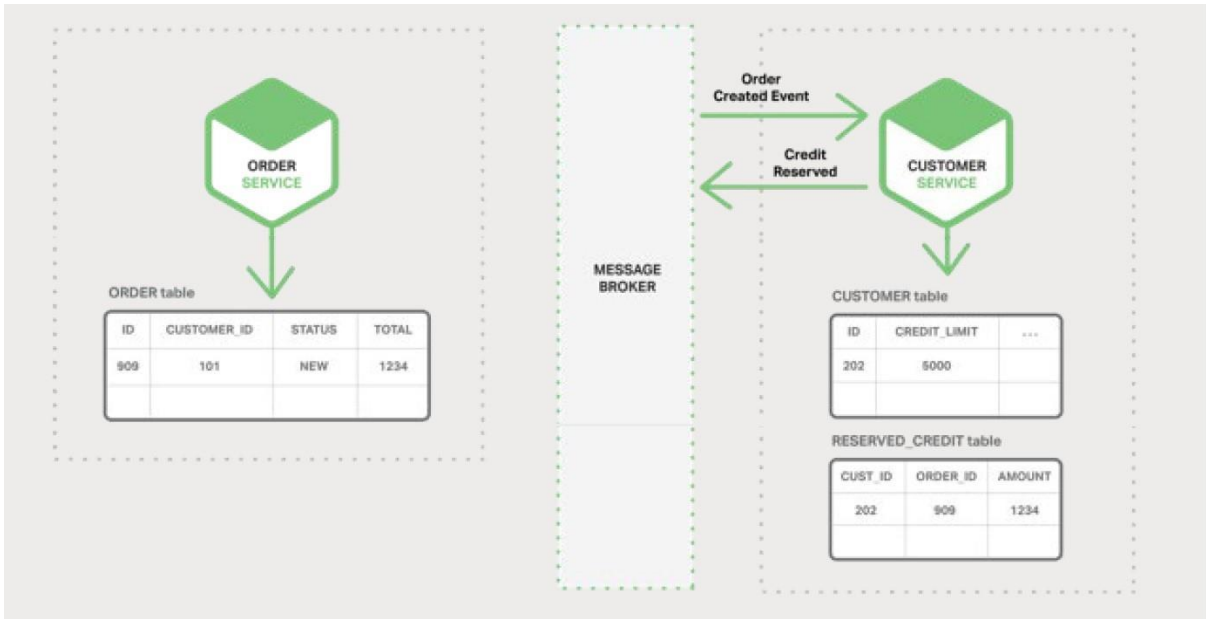 ORDER
SERVICE
ORDER table
ID CUSTOMER_ID STATUS TOTAL
909 101 NEW 1234
MESSAGE
BROKER
Order
Created Event
Credit
Reserved
CUSTOMER
SERVICE
CUSTOMER table
ID CREDIT_LIMIT ...
202 5000
RESERVED_CREDIT table
CUST_ID ORDER_ID AMOUNT
202 909 1234